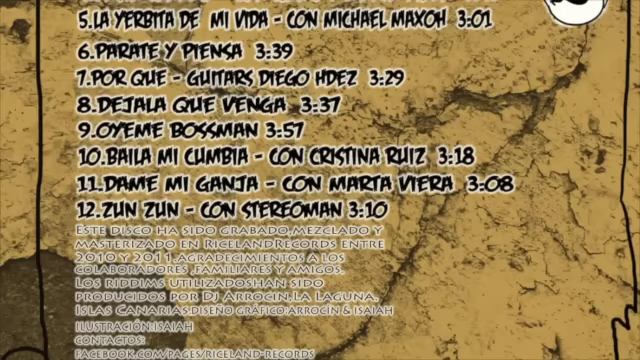 5.LA YERBITA DE MI VIDA - CON MICHAEL MAXOH 3:01
6.PARATE Y PIENSA 3:39
7.POR QUE - GUITARS, DIEGO HDEZ 3:29
8.DEJALA QUE VENGA 3:37
9.OYEME BOSSMAN 3:57
10.BAILA MI CUMBIA - CON CRISTINA RUIZ 3:18
11.DAME MI GANJA - CON MARTA VIERA 3:08
12.ZUN ZUN - CON STEREOMAN 3:10
ESTE DISCO HA SIDO GRABADO,MEZCLADO Y
MASTERIZADO EN RICELANDRECORDS ENTRE
2010 Y 2011.AGRADECIMIENTOS A LOS
COLABORADORES ,FAMILIARES Y AMIGOS.
LOS RIDDIMS UTILIZADOSHAN SIDO
PRODUCIDOS POR DJ ARROCIN.LA LAGUNA.
ISLAS CANARIAS.DISEÑO GRÁFICO:ARROCÍN & ISAIAH
ILUSTRACIÓN:ISAIAH
CONTACTOS:
FACEBOOK.COM/PAGES/RICELAND-RECORDS